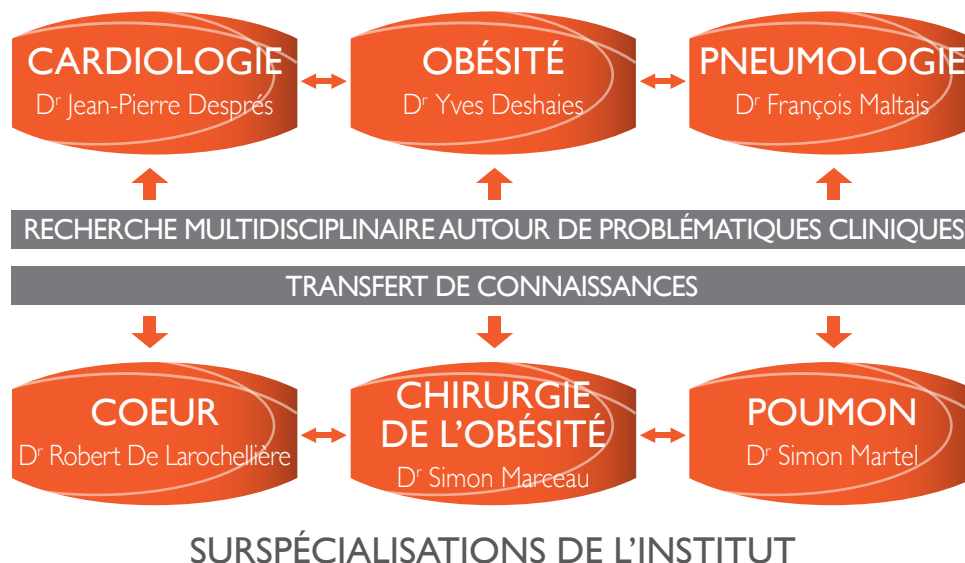 CARDIOLOGIE
Dr Jean-Pierre Després
OBÉSITÉ
Dr Yves Deshaies
PNEUMOLOGIE
Dr François Maltais
RECHERCHE MULTIDISCIPLINAIRE AUTOUR DE PROBLÉMATIQUES CLINIQUES
TRANSFERT DE CONNAISSANCES
COEUR
Dr Robert De Larochellière
CHIRURGIE
DE L’OBÉSITÉ
Dr Simon Marceau
POUMON
Dr Simon Martel
SURSPÉCIALISATIONS DE L’INSTITUT